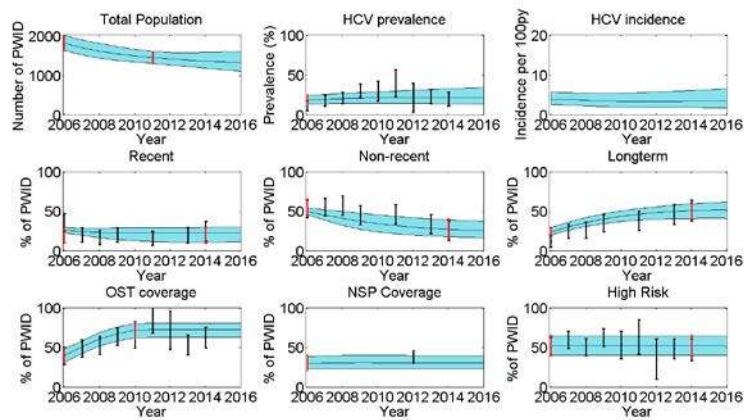 Total Population
HCV prevalence
HCV incidence
Number of PWID
2000
1000
0
2006 2008 2010 2012 2014 2016
Year
Prevalence (%)
100
50
0
2006 2008 2010 2012 2014 2016
Year
Incidence per 100py
20
10
0
2006 2008 2010 2012 2014 2016
Year
Recent
Non-recent
Longterm
% of PWID
100
50
0
2006 2008 2010 2012 2014 2016
Year
% of PWID
100
50
0
2006 2008 2010 2012 2014 2016
Year
% of PWID
100
50
0
2006 2008 2010 2012 2014 2016
Year
OST coverage
NSP Coverage
High Risk
% of PWID
100
50
0
2006 2008 2010 2012 2014 2016
Year
% of PWID
100
50
0
2006 2008 2010 2012 2014 2016
Year
%of PWID
100
50
0
2006 2008 2010 2012 2014 2016
Year